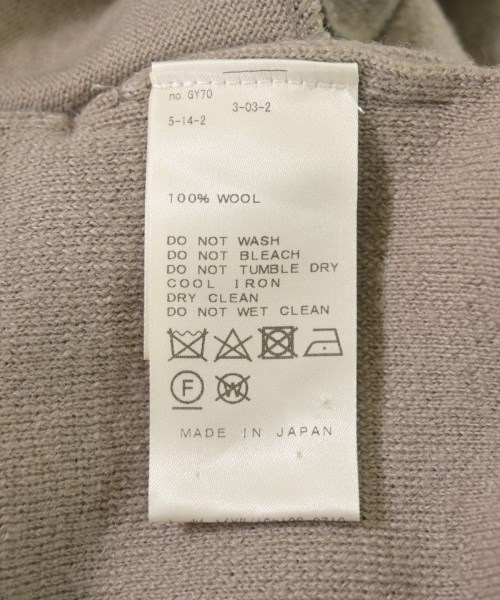 no. GY70
3-03-2
5-14-2
100% WOOL
DO NOT WASH
DO NOT BLEACH
DO NOT TUMBLE DRY
COOL IRON
DRY CLEAN
DO NOT WET CLEAN
F W
MADE IN JAPAN